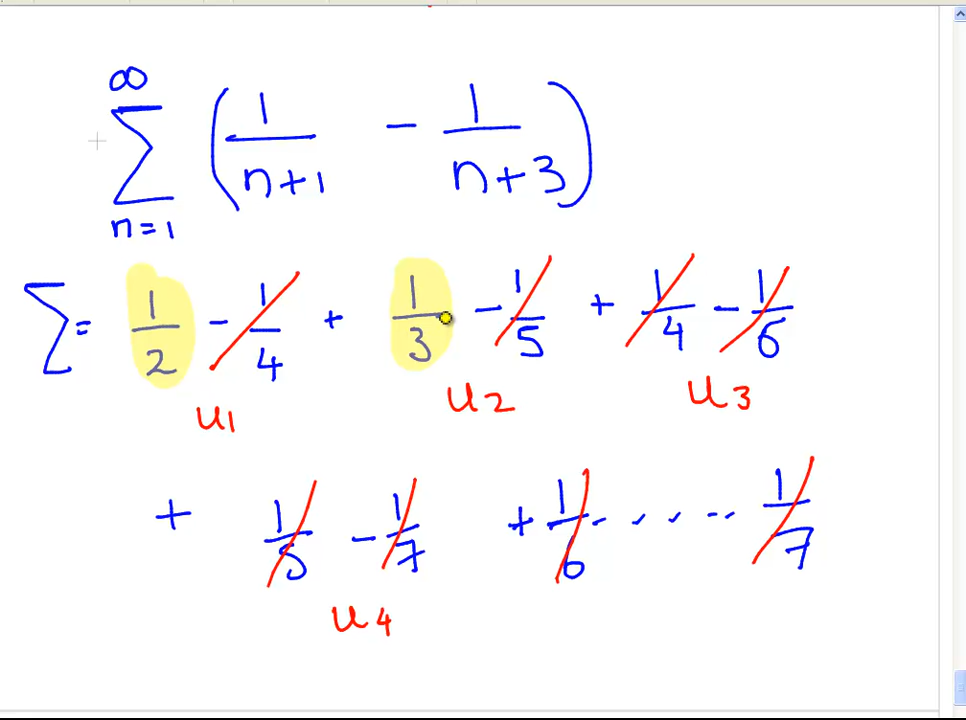 ∞
∑ ( 1/n+1 - 1/n+3 )
n=1
∑ = 1/2 - 1/4 + 1/3 - 1/5 + 1/4 - 1/6
u1 u2 u3
+ 1/5 - 1/7 + 1/6 - . . . -- 1/7
u4